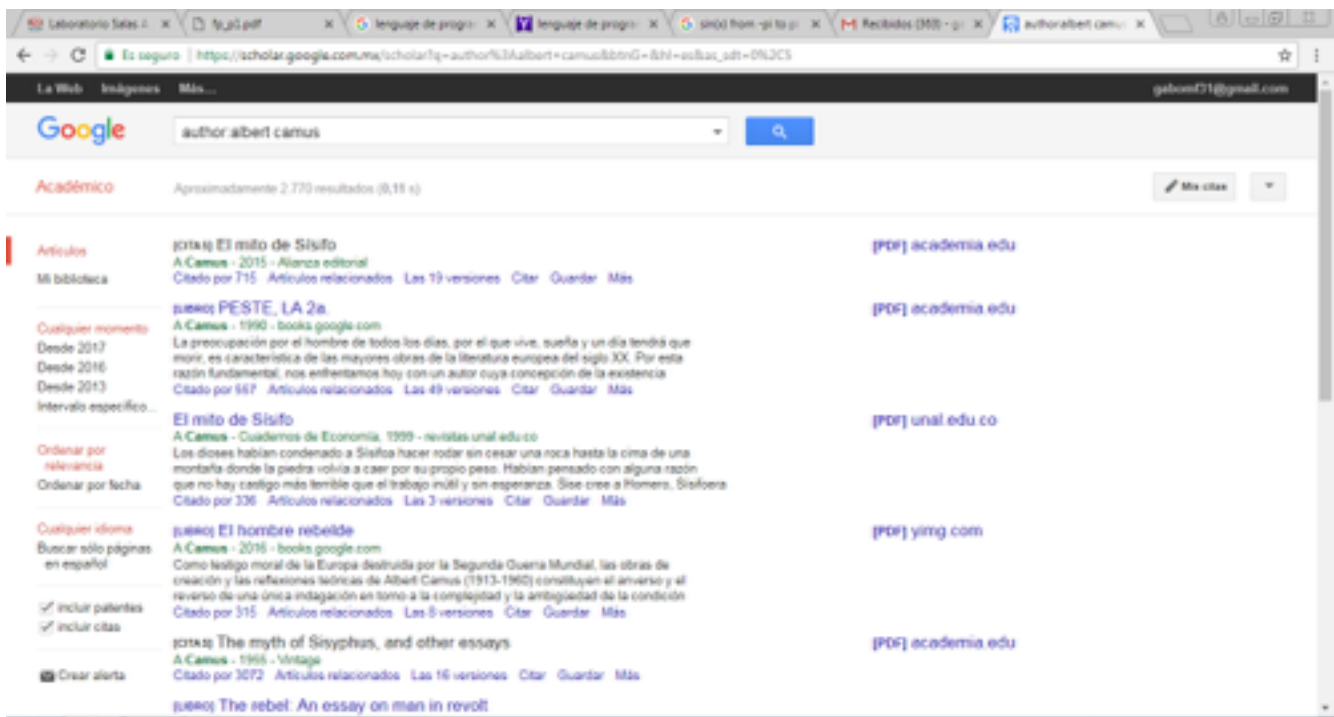 Laboratorio Salas
fp_p1.pdf
lenguaje de progra
lenguaje de progra
sin(x) from -pi to pi
Recibidos (363)
author:albert camus
Es seguro
https://scholar.google.com.mx/scholar?q=author%3Aalbert+camus&btnG=&hl=es&as_sdt=0%2C5
La Web Imágenes Más...
gabomf31@gmail.com
Google
author:albert camus
Académico
Aproximadamente 2.770 resultados (0,11 s)
Mis citas
Artículos
Mi biblioteca
Cualquier momento
Desde 2017
Desde 2016
Desde 2013
Intervalo específico...
Ordenar por
relevancia
Ordenar por fecha
Cualquier idioma
Buscar sólo páginas
en español
incluir patentes
incluir citas
Crear alerta
[CITAS] El mito de Sísifo
[PDF] academia.edu
A Camus - 2015 - Alianza editorial
Citado por 715 Artículos relacionados Las 19 versiones Citar Guardar Más
[LIBRO] PESTE, LA 2a.
[PDF] academia.edu
A Camus - 1990 - books.google.com
La preocupación por el hombre de todos los días, por el que vive, sueña y un día tendrá que
morir, es característica de las mayores obras de la literatura europea del siglo XX. Por esta
razón fundamental, nos enfrentamos hoy con un autor cuya concepción de la existencia
Citado por 557 Artículos relacionados Las 49 versiones Citar Guardar Más
El mito de Sísifo
[PDF] unal.edu.co
A Camus - Cuadernos de Economía, 1999 - revistas.unal.edu.co
Los dioses habían condenado a Sísifoa hacer rodar sin cesar una roca hasta la cima de una
montaña donde la piedra volvía a caer por su propio peso. Habían pensado con alguna razón
que no hay castigo más terrible que el trabajo inútil y sin esperanza. Sise cree a Homero, Sísifoera
Citado por 336 Artículos relacionados Las 3 versiones Citar Guardar Más
[LIBRO] El hombre rebelde
[PDF] yimg.com
A Camus - 2016 - books.google.com
Como testigo moral de la Europa destruida por la Segunda Guerra Mundial, las obras de
creación y las reflexiones teóricas de Albert Camus (1913-1960) constituyen el anverso y el
reverso de una única indagación en torno a la complejidad y la ambigüedad de la condición
Citado por 315 Artículos relacionados Las 8 versiones Citar Guardar Más
[CITAS] The myth of Sisyphus, and other essays
[PDF] academia.edu
A Camus - 1955 - Vintage
Citado por 3072 Artículos relacionados Las 16 versiones Citar Guardar Más
[LIBRO] The rebel: An essay on man in revolt